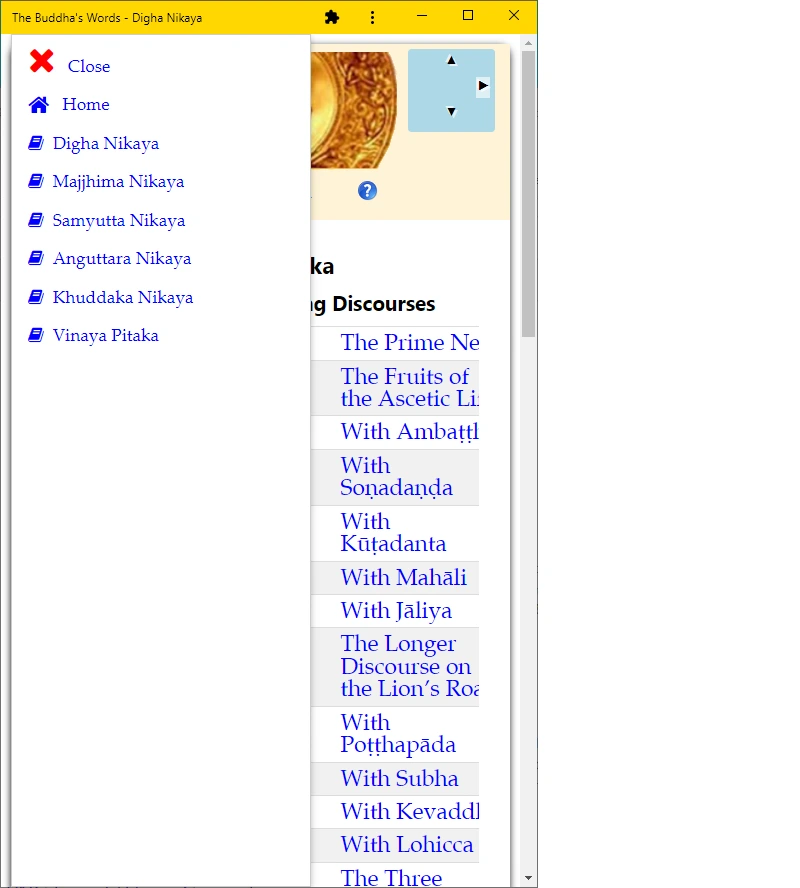 The Buddha's Words - Digha Nikaya
Close
Home
Digha Nikaya
Majjhima Nikaya
Samyutta Nikaya
Anguttara Nikaya
Khuddaka Nikaya
Vinaya Pitaka
ka
ng Discourses
The Prime Ne
The Fruits of
the Ascetic Li
With Ambaṭṭh
With
Soṇadaṇḍa
With
Kūṭadanta
With Mahāli
With Jāliya
The Longer
Discourse on
the Lion’s Roa
With
Poṭṭhapāda
With Subha
With Kevaddh
With Lohicca
The Three